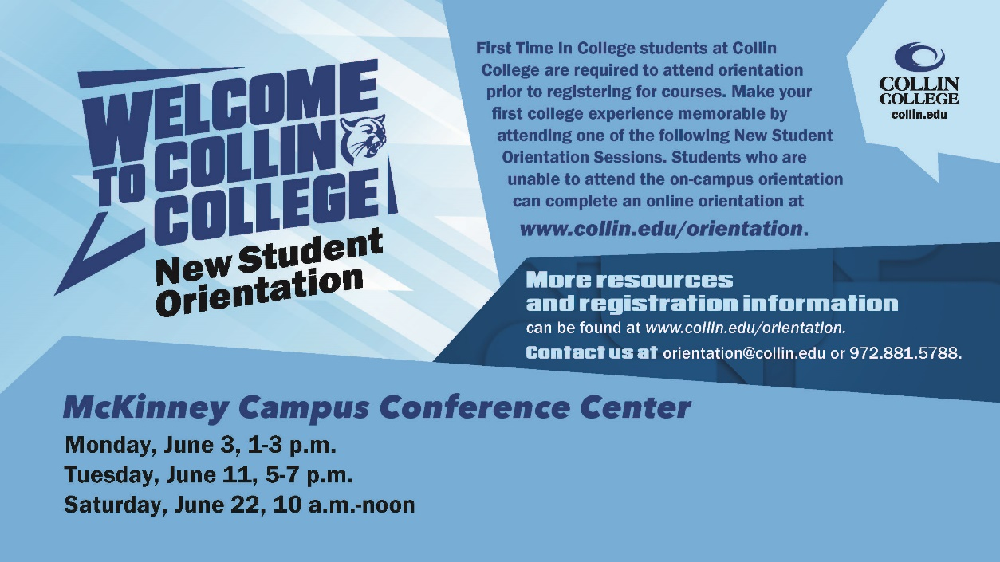 WELCOME
TO COLLIN
COLLEGE
New Student
Orientation
First Time In College students at Collin
College are required to attend orientation
prior to registering for courses. Make your
first college experience memorable by
attending one of the following New Student
Orientation Sessions. Students who are
unable to attend the on-campus orientation
can complete an online orientation at
www.collin.edu/orientation.
COLLIN
COLLEGE
collin.edu
More resources
and registration information
can be found at www.collin.edu/orientation.
Contact us at orientation@collin.edu or 972.881.5788.
McKinney Campus Conference Center
Monday, June 3, 1-3 p.m.
Tuesday, June 11, 5-7 p.m.
Saturday, June 22, 10 a.m.-noon